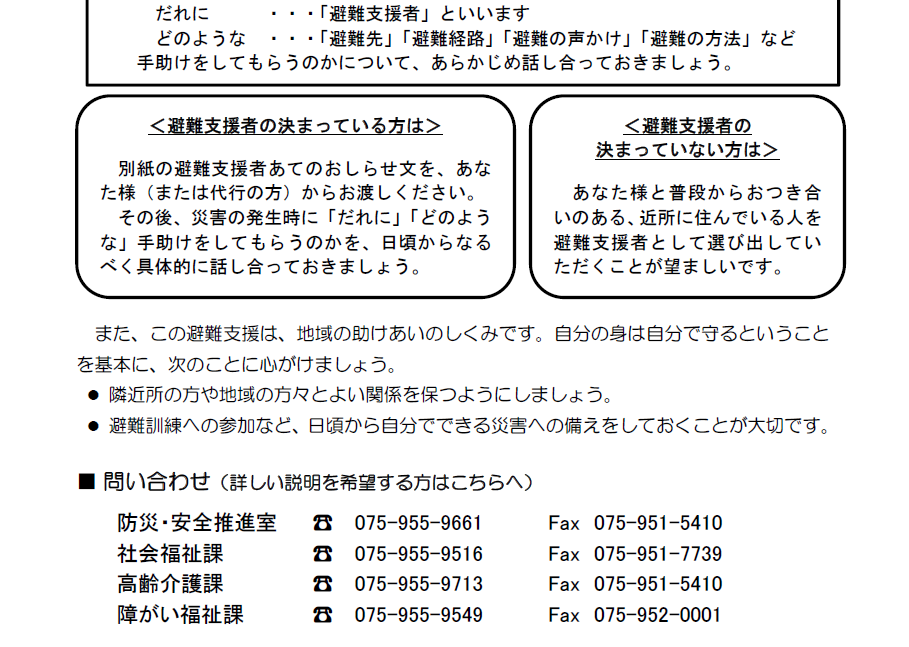 だれに　　　・・・「避難支援者」といいます
どのような　・・・「避難先」「避難経路」「避難の声かけ」「避難の方法」など
手助けをしてもらうのかについて、あらかじめ話し合っておきましょう。
＜避難支援者の決まっている方は＞
別紙の避難支援者あてのおしらせ文を、あな
た様（または代行の方）からお渡しください。
その後、災害の発生時に「だれに」「どのよう
な」手助けをしてもらうのかを、日頃からなる
べく具体的に話し合っておきましょう。
＜避難支援者の
決まっていない方は＞
あなた様と普段からおつき合
いのある、近所に住んでいる人を
避難支援者として選び出してい
ただくことが望ましいです。
また、この避難支援は、地域の助けあいのしくみです。自分の身は自分で守るということ
を基本に、次のことに心がけましょう。
● 隣近所の方や地域の方々とよい関係を保つようにしましょう。
● 避難訓練への参加など、日頃から自分でできる災害への備えをしておくことが大切です。
■ 問い合わせ（詳しい説明を希望する方はこちらへ）
防災・安全推進室　☎　075-955-9661　Fax　075-951-5410
社会福祉課　☎　075-955-9516　Fax　075-951-7739
高齢介護課　☎　075-955-9713　Fax　075-951-5410
障がい福祉課　☎　075-955-9549　Fax　075-952-0001